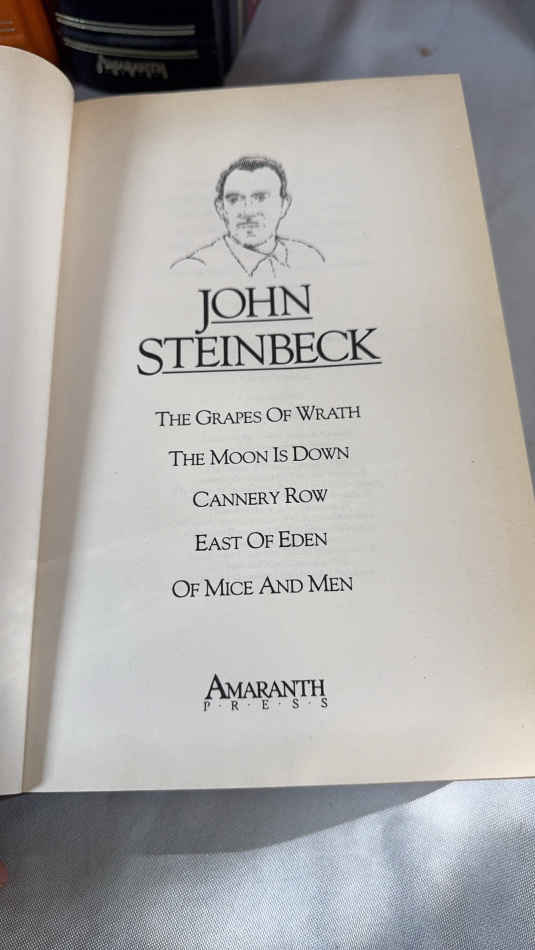 JOHN
STEINBECK
THE GRAPES OF WRATH
THE MOON IS DOWN
CANNERY ROW
EAST OF EDEN
OF MICE AND MEN
AMARANTH
P·R·E·S·S